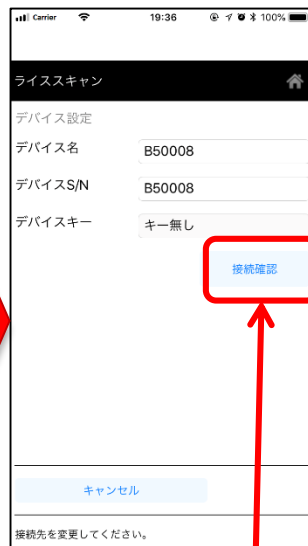 Carrier 19:36 100%
ライススキャン
デバイス設定
デバイス名 B50008
デバイスS/N B50008
デバイスキー キー無し
接続確認
キャンセル
接続先を変更してください。